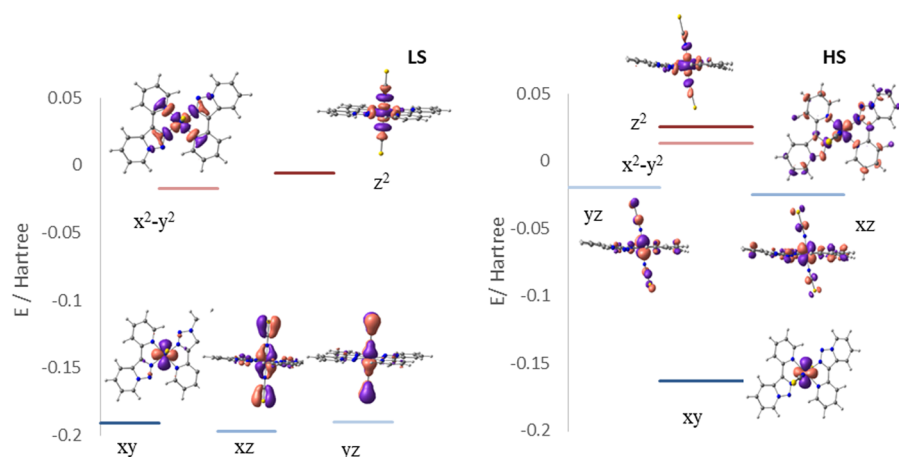 LS
0.05
0
-0.05
-0.1
-0.15
-0.2
E/ Hartree
x²-y²
z²
xy
xz
yz
HS
0.05
0
-0.05
-0.1
-0.15
-0.2
E/ Hartree
z²
x²-y²
yz
xz
xy